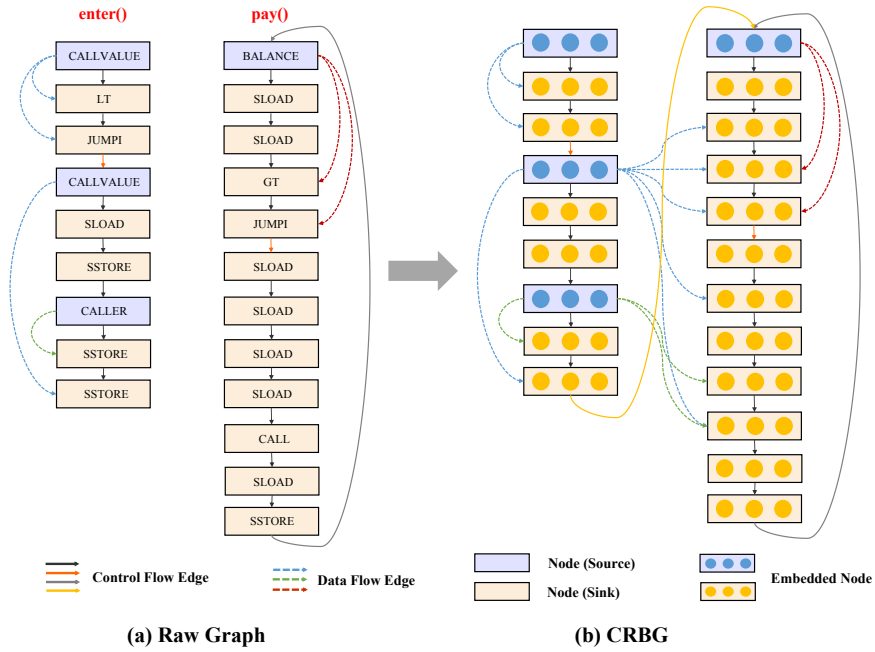 enter()
CALLVALUE
LT
JUMPI
CALLVALUE
SLOAD
SSTORE
CALLER
SSTORE
SSTORE
pay()
BALANCE
SLOAD
SLOAD
GT
JUMPI
SLOAD
SLOAD
SLOAD
SLOAD
CALL
SLOAD
SSTORE
Control Flow Edge
Data Flow Edge
Node (Source)
Node (Sink)
Embedded Node
(a) Raw Graph
(b) CRBG